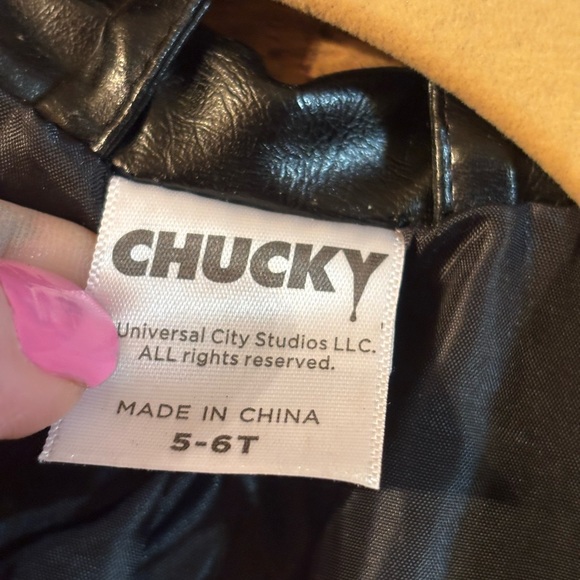 CHUCKY
Universal City Studios LLC.
ALL rights reserved.
MADE IN CHINA
5-6T